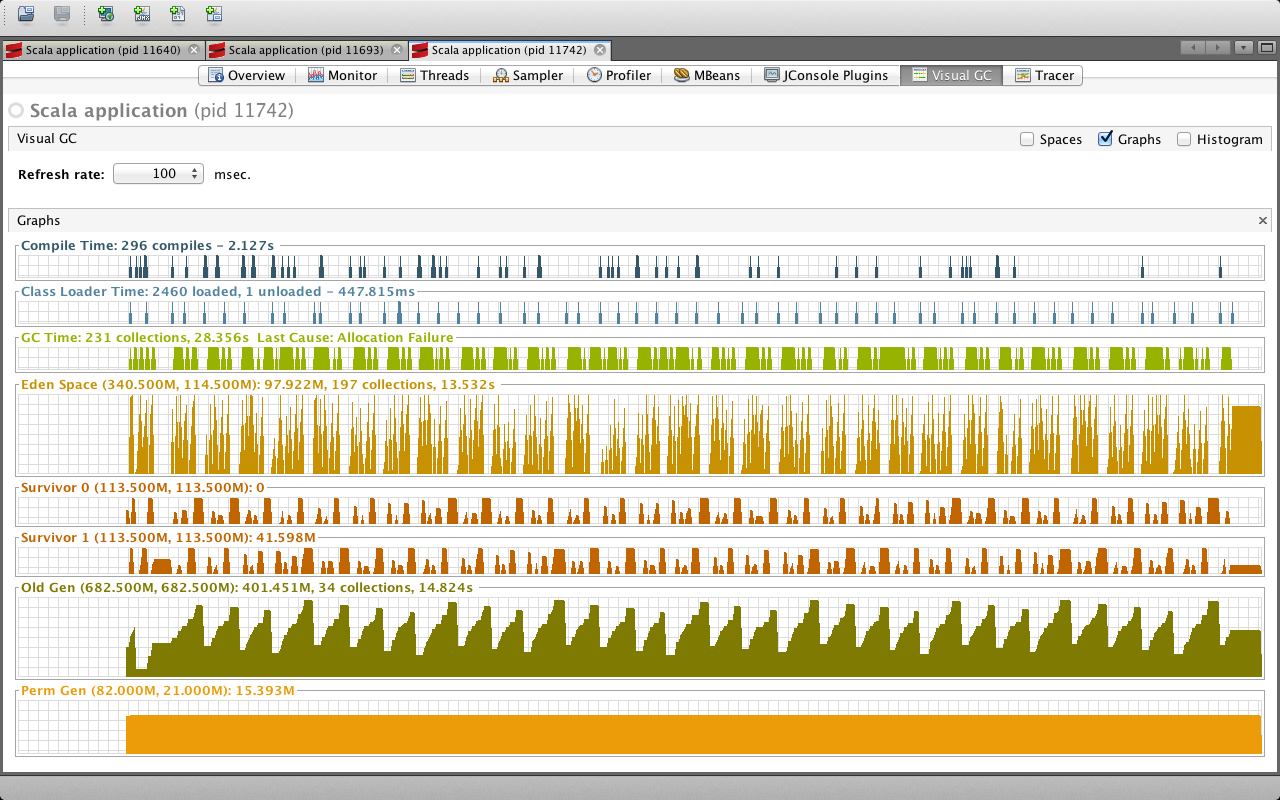 Scala application (pid 11640)
Scala application (pid 11693)
Scala application (pid 11742)
Overview
Monitor
Threads
Sampler
Profiler
MBeans
JConsole Plugins
Visual GC
Tracer
Scala application (pid 11742)
Visual GC
Spaces
Graphs
Histogram
Refresh rate: 100 msec.
Graphs
Compile Time: 296 compiles - 2.127s
Class Loader Time: 2460 loaded, 1 unloaded - 447.815ms
GC Time: 231 collections, 28.356s Last Cause: Allocation Failure
Eden Space (340.500M, 114.500M): 97.922M, 197 collections, 13.532s
Survivor 0 (113.500M, 113.500M): 0
Survivor 1 (113.500M, 113.500M): 41.598M
Old Gen (682.500M, 682.500M): 401.451M, 34 collections, 14.824s
Perm Gen (82.000M, 21.000M): 15.393M